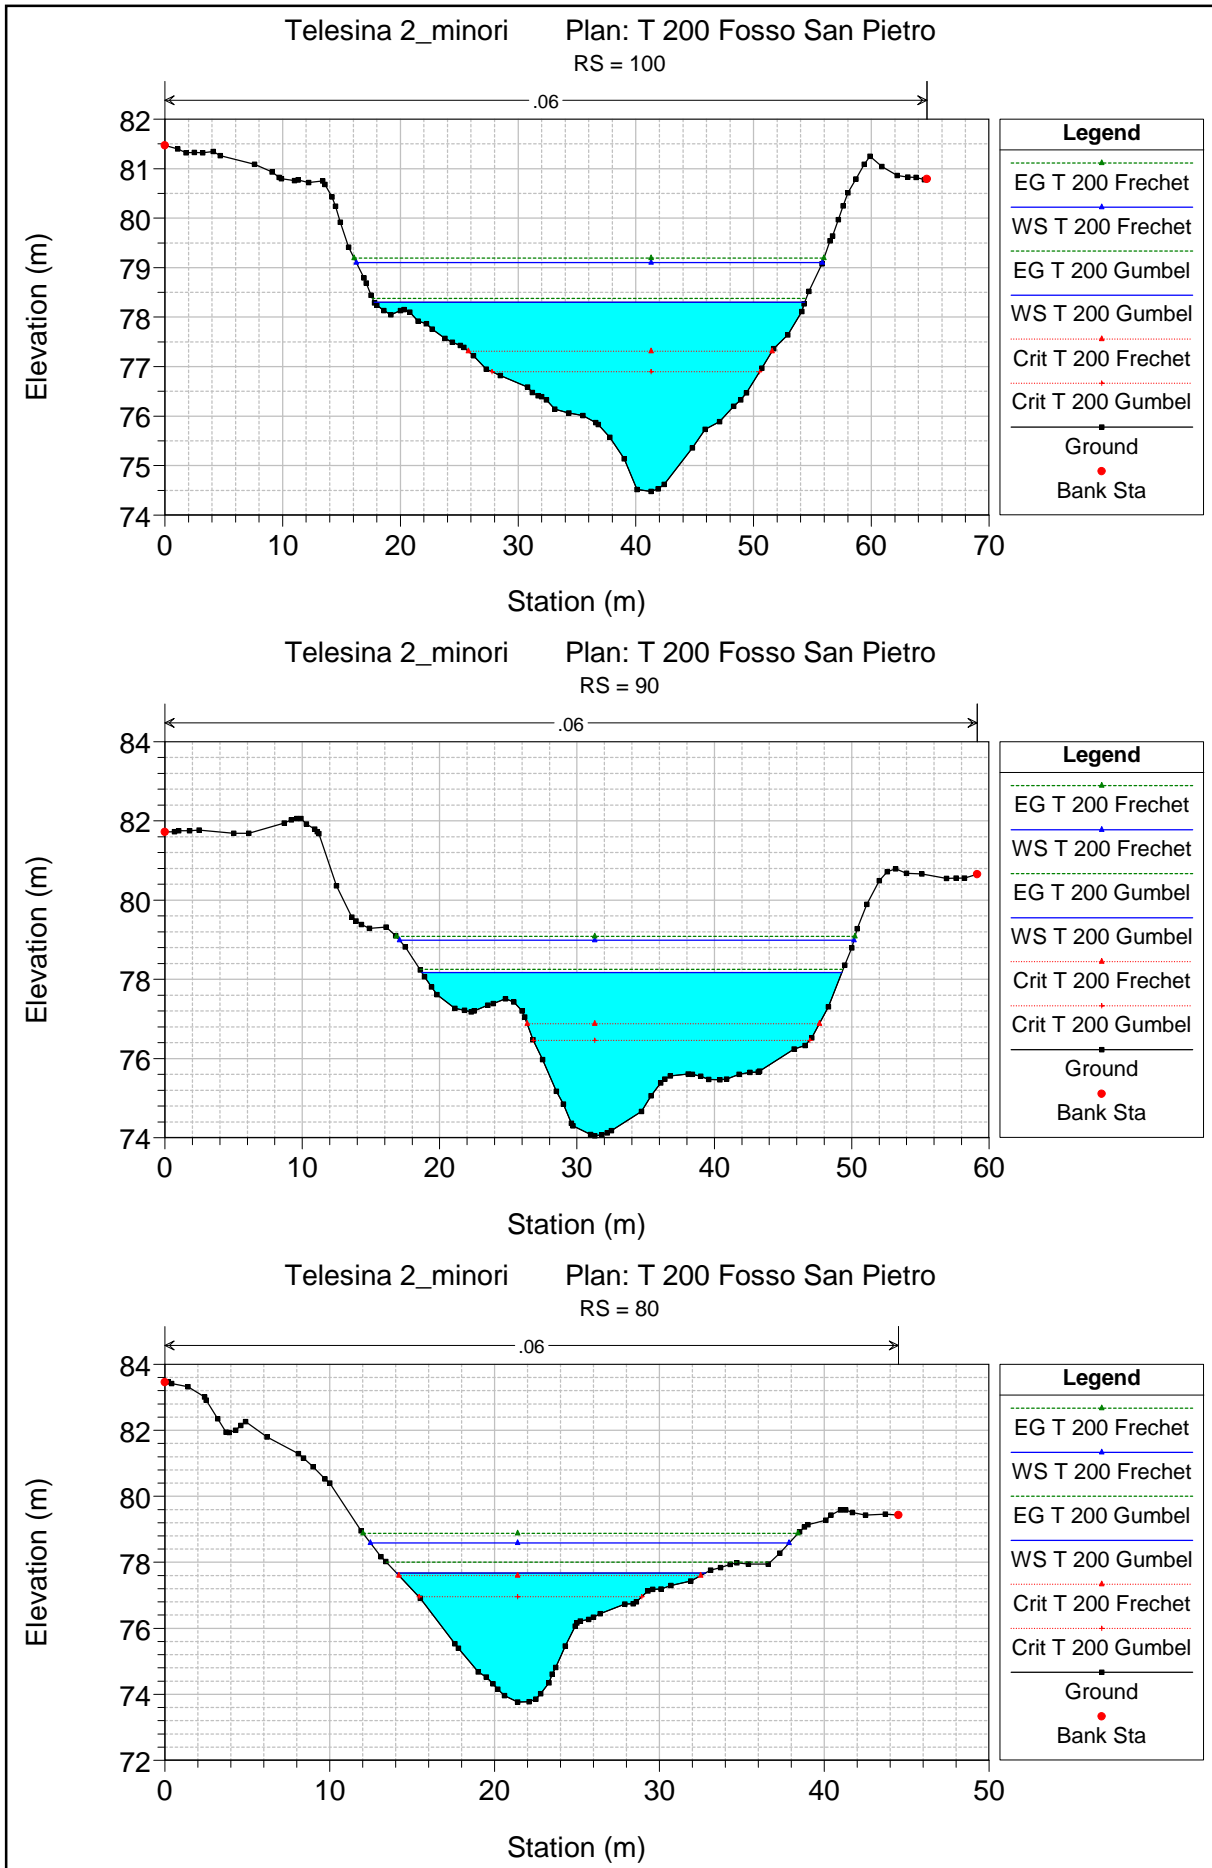 Telesina 2_minori Plan: T 200 Fosso San Pietro
RS = 100
.06
82
81
80
79
78
77
76
75
74
Elevation (m)
0 10 20 30 40 50 60 70
Station (m)
Legend
EG T 200 Frechet
WS T 200 Frechet
EG T 200 Gumbel
WS T 200 Gumbel
Crit T 200 Frechet
Crit T 200 Gumbel
Ground
Bank Sta
Telesina 2_minori Plan: T 200 Fosso San Pietro
RS = 90
.06
84
82
80
78
76
74
Elevation (m)
0 10 20 30 40 50 60
Station (m)
Legend
EG T 200 Frechet
WS T 200 Frechet
EG T 200 Gumbel
WS T 200 Gumbel
Crit T 200 Frechet
Crit T 200 Gumbel
Ground
Bank Sta
Telesina 2_minori Plan: T 200 Fosso San Pietro
RS = 80
.06
84
82
80
78
76
74
72
Elevation (m)
0 10 20 30 40 50
Station (m)
Legend
EG T 200 Frechet
WS T 200 Frechet
EG T 200 Gumbel
WS T 200 Gumbel
Crit T 200 Frechet
Crit T 200 Gumbel
Ground
Bank Sta